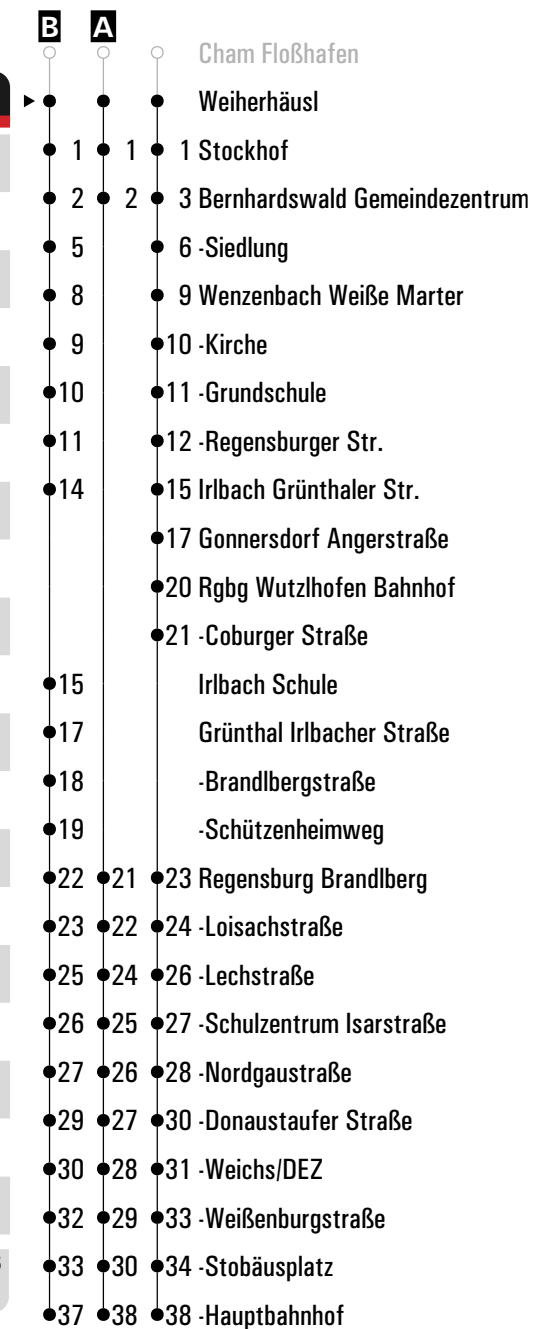 B A
Cham Floßhafen
Weiherhäusl
1 1 1 Stockhof
2 2 3 Bernhardswald Gemeindezentrum
5 6 -Siedlung
8 9 Wenzenbach Weiße Marter
9 10 -Kirche
10 11 -Grundschule
11 12 -Regensburger Str.
14 15 Irlbach Grünthaler Str.
17 Gonnersdorf Angerstraße
20 Rgbg Wutzlhofen Bahnhof
21 -Coburger Straße
15 Irlbach Schule
17 Grünthal Irlbacher Straße
18 -Brandlbergstraße
19 -Schützenheimweg
22 21 23 Regensburg Brandlberg
23 22 24 -Loisachstraße
25 24 26 -Lechstraße
26 25 27 -Schulzentrum Isarstraße
27 26 28 -Nordgaustraße
29 27 30 -Donaustaufer Straße
30 28 31 -Weichs/DEZ
32 29 33 -Weißenburgstraße
33 30 34 -Stobäusplatz
37 38 38 -Hauptbahnhof